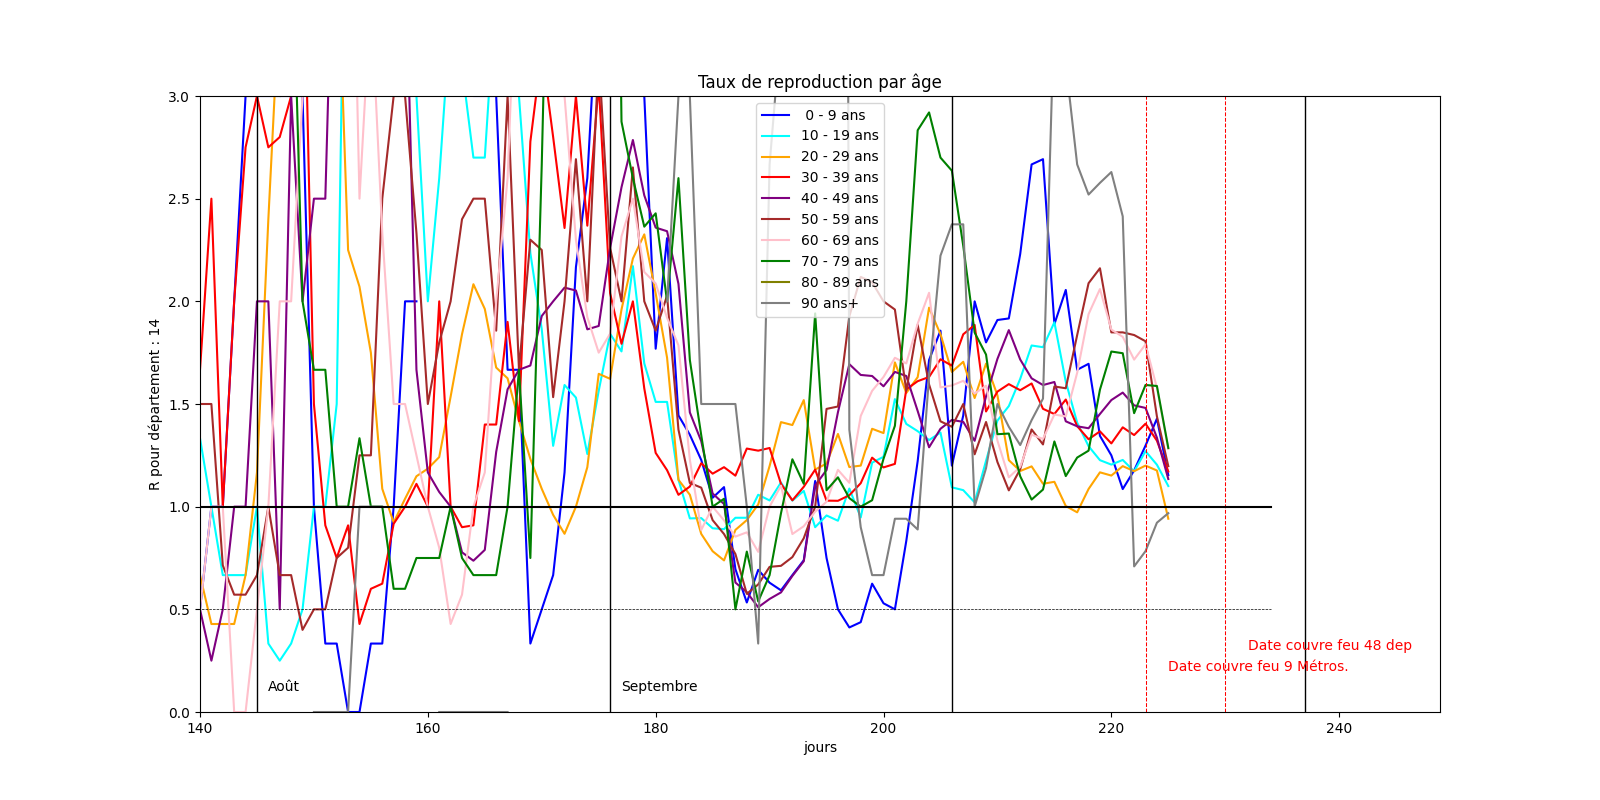 Taux de reproduction par âge
R pour département : 14
3.0
2.5
2.0
1.5
1.0
0.5
0.0
0 - 9 ans
10 - 19 ans
20 - 29 ans
30 - 39 ans
40 - 49 ans
50 - 59 ans
60 - 69 ans
70 - 79 ans
80 - 89 ans
90 ans+
Date couvre feu 48 dep
Date couvre feu 9 Métros.
Août
Septembre
140
160
180
200
220
240
jours